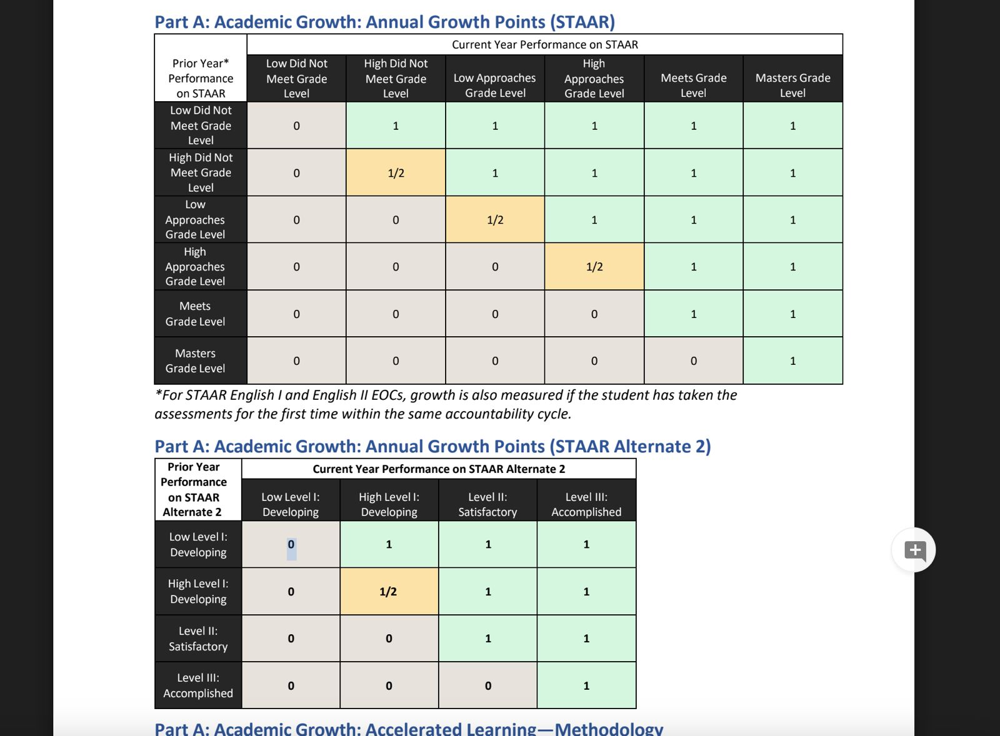 Part A: Academic Growth: Annual Growth Points (STAAR)
Current Year Performance on STAAR
Prior Year*
Performance
on STAAR
Low Did Not
Meet Grade
Level
High Did Not
Meet Grade
Level
Low Approaches
Grade Level
High
Approaches
Grade Level
Meets Grade
Level
Masters Grade
Level
Low Did Not
Meet Grade
Level
0 1 1 1 1 1
High Did Not
Meet Grade
Level
0 1/2 1 1 1 1
Low
Approaches
Grade Level
0 0 1/2 1 1 1
High
Approaches
Grade Level
0 0 0 1/2 1 1
Meets
Grade Level
0 0 0 0 1 1
Masters
Grade Level
0 0 0 0 0 1
*For STAAR English I and English II EOCs, growth is also measured if the student has taken the
assessments for the first time within the same accountability cycle.
Part A: Academic Growth: Annual Growth Points (STAAR Alternate 2)
Prior Year
Performance
on STAAR
Alternate 2
Current Year Performance on STAAR Alternate 2
Low Level I:
Developing
High Level I:
Developing
Level II:
Satisfactory
Level III:
Accomplished
Low Level I:
Developing
0 1 1 1
High Level I:
Developing
0 1/2 1 1
Level II:
Satisfactory
0 0 1 1
Level III:
Accomplished
0 0 0 1
Part A: Academic Growth: Accelerated Learning—Methodology